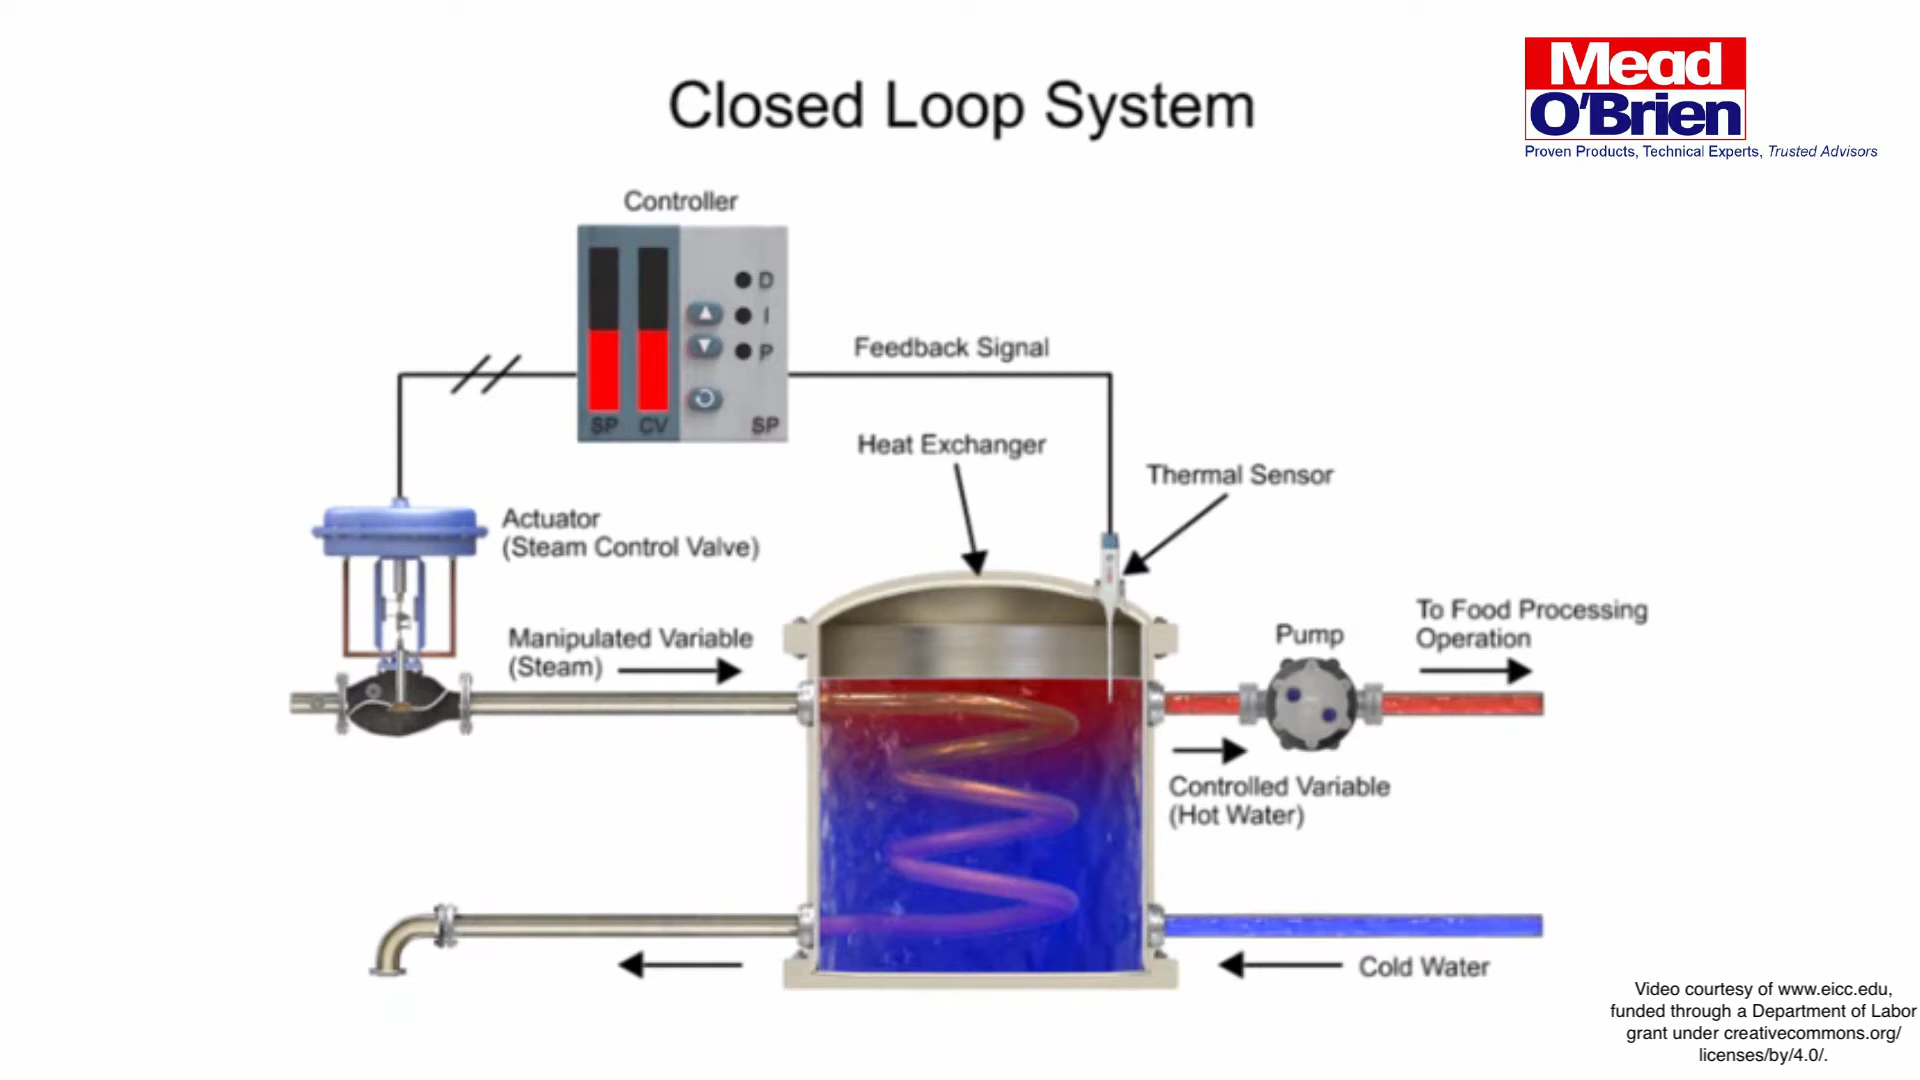 Closed Loop System
Mead
O'Brien
Proven Products, Technical Experts, Trusted Advisors
Controller
D
I
P
SP CV SP
Feedback Signal
Heat Exchanger
Thermal Sensor
Actuator
(Steam Control Valve)
Manipulated Variable
(Steam)
Pump
To Food Processing
Operation
Controlled Variable
(Hot Water)
Cold Water
Video courtesy of www.eicc.edu,
funded through a Department of Labor
grant under creativecommons.org/
licenses/by/4.0/.